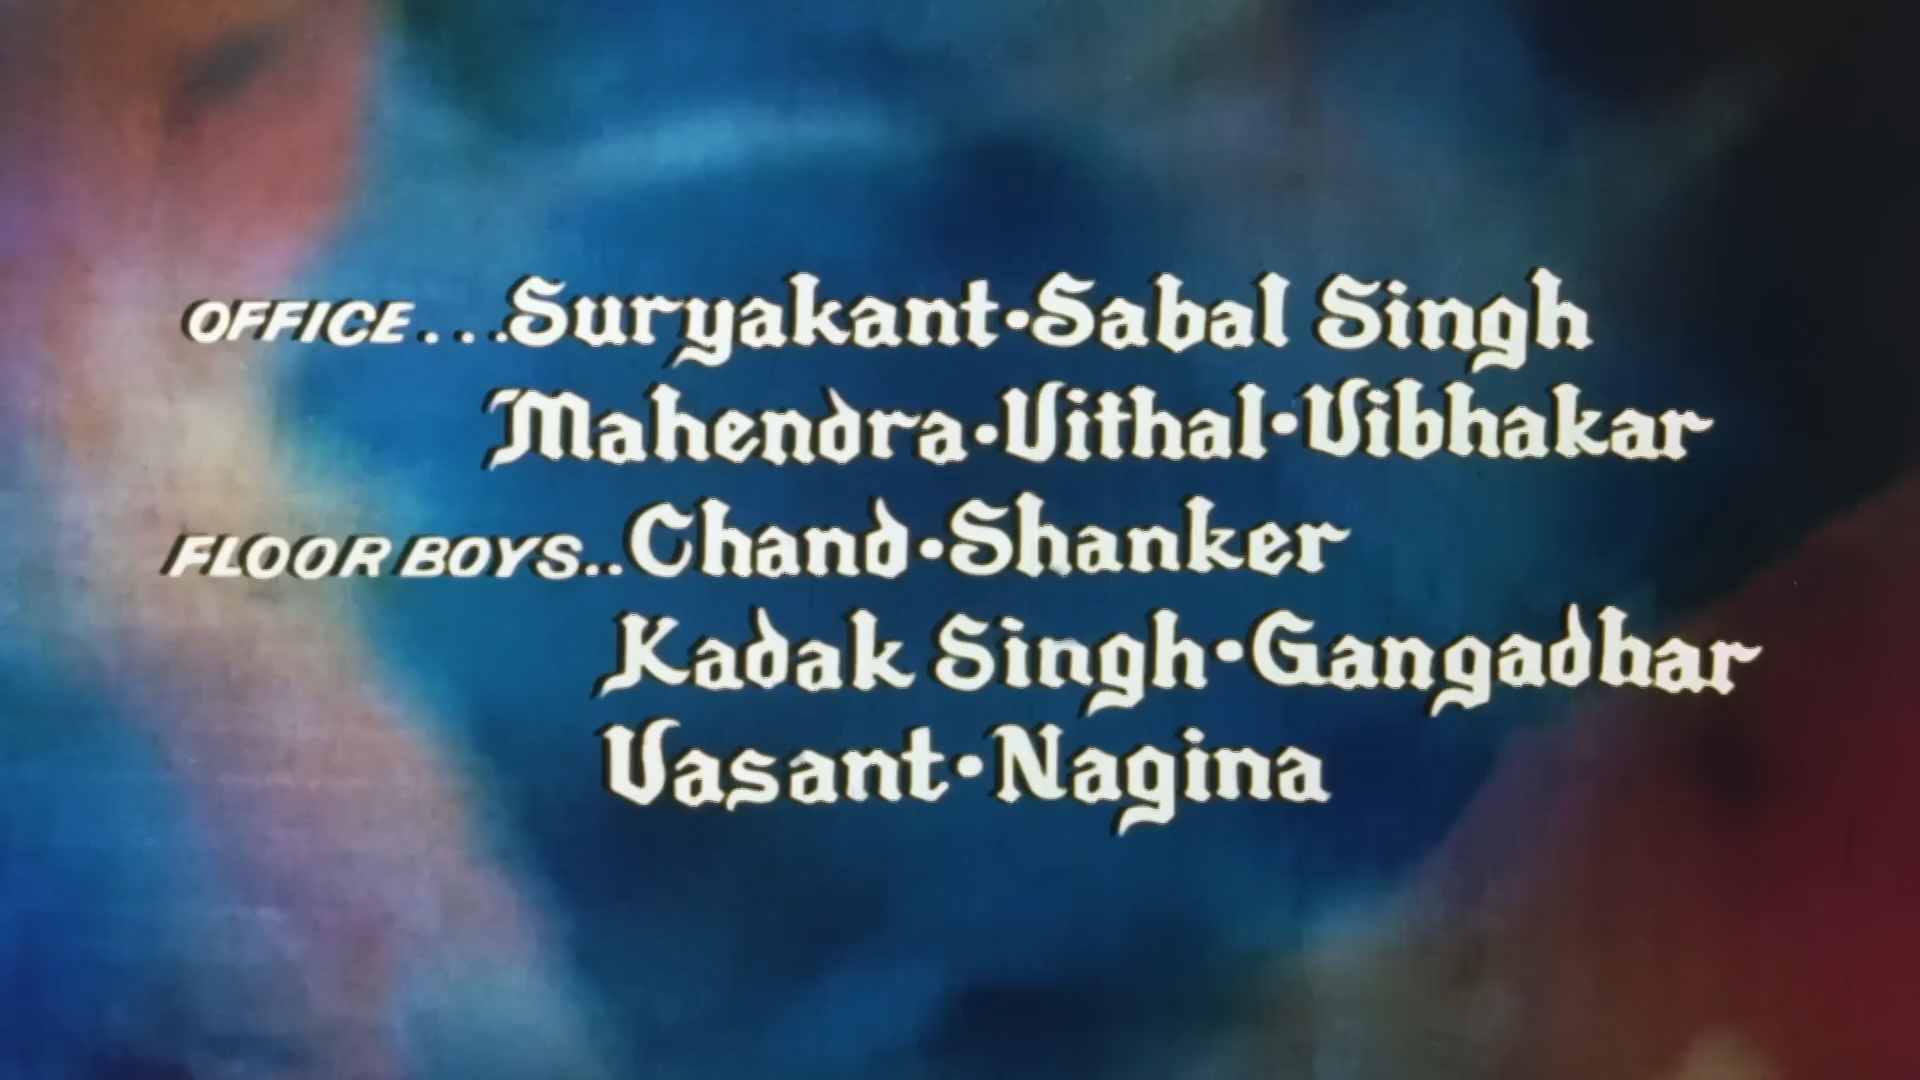 OFFICE...Suryakant•Sabal Singh
Mahendra•Vithal•Vibhakar
FLOOR BOYS..Chand•Shanker
Kadak Singh•Gangadhar
Vasant•Nagina